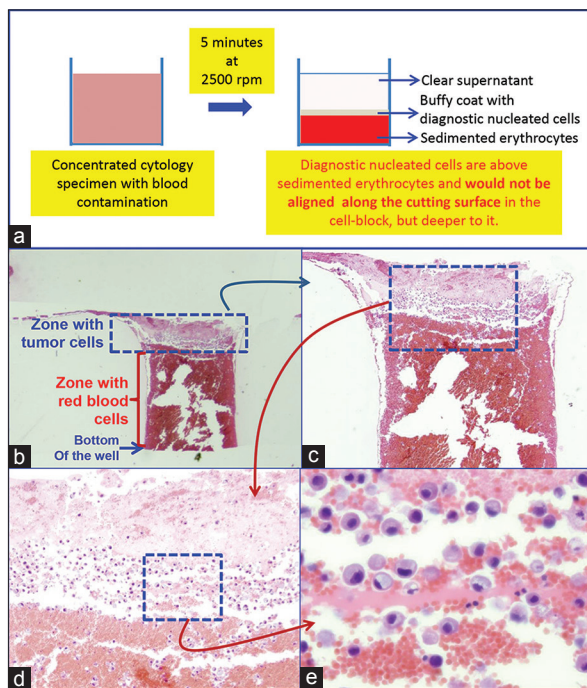 5 minutes
at
2500 rpm
Clear supernatant
Buffy coat with
diagnostic nucleated cells
Sedimented erythrocytes
Concentrated cytology
specimen with blood
contamination
Diagnostic nucleated cells are above
sedimented erythrocytes and would not be
aligned along the cutting surface in the
cell-block, but deeper to it.
a
Zone with
tumor cells
Zone with
red blood
cells
Bottom
Of the well
b
c
d
e